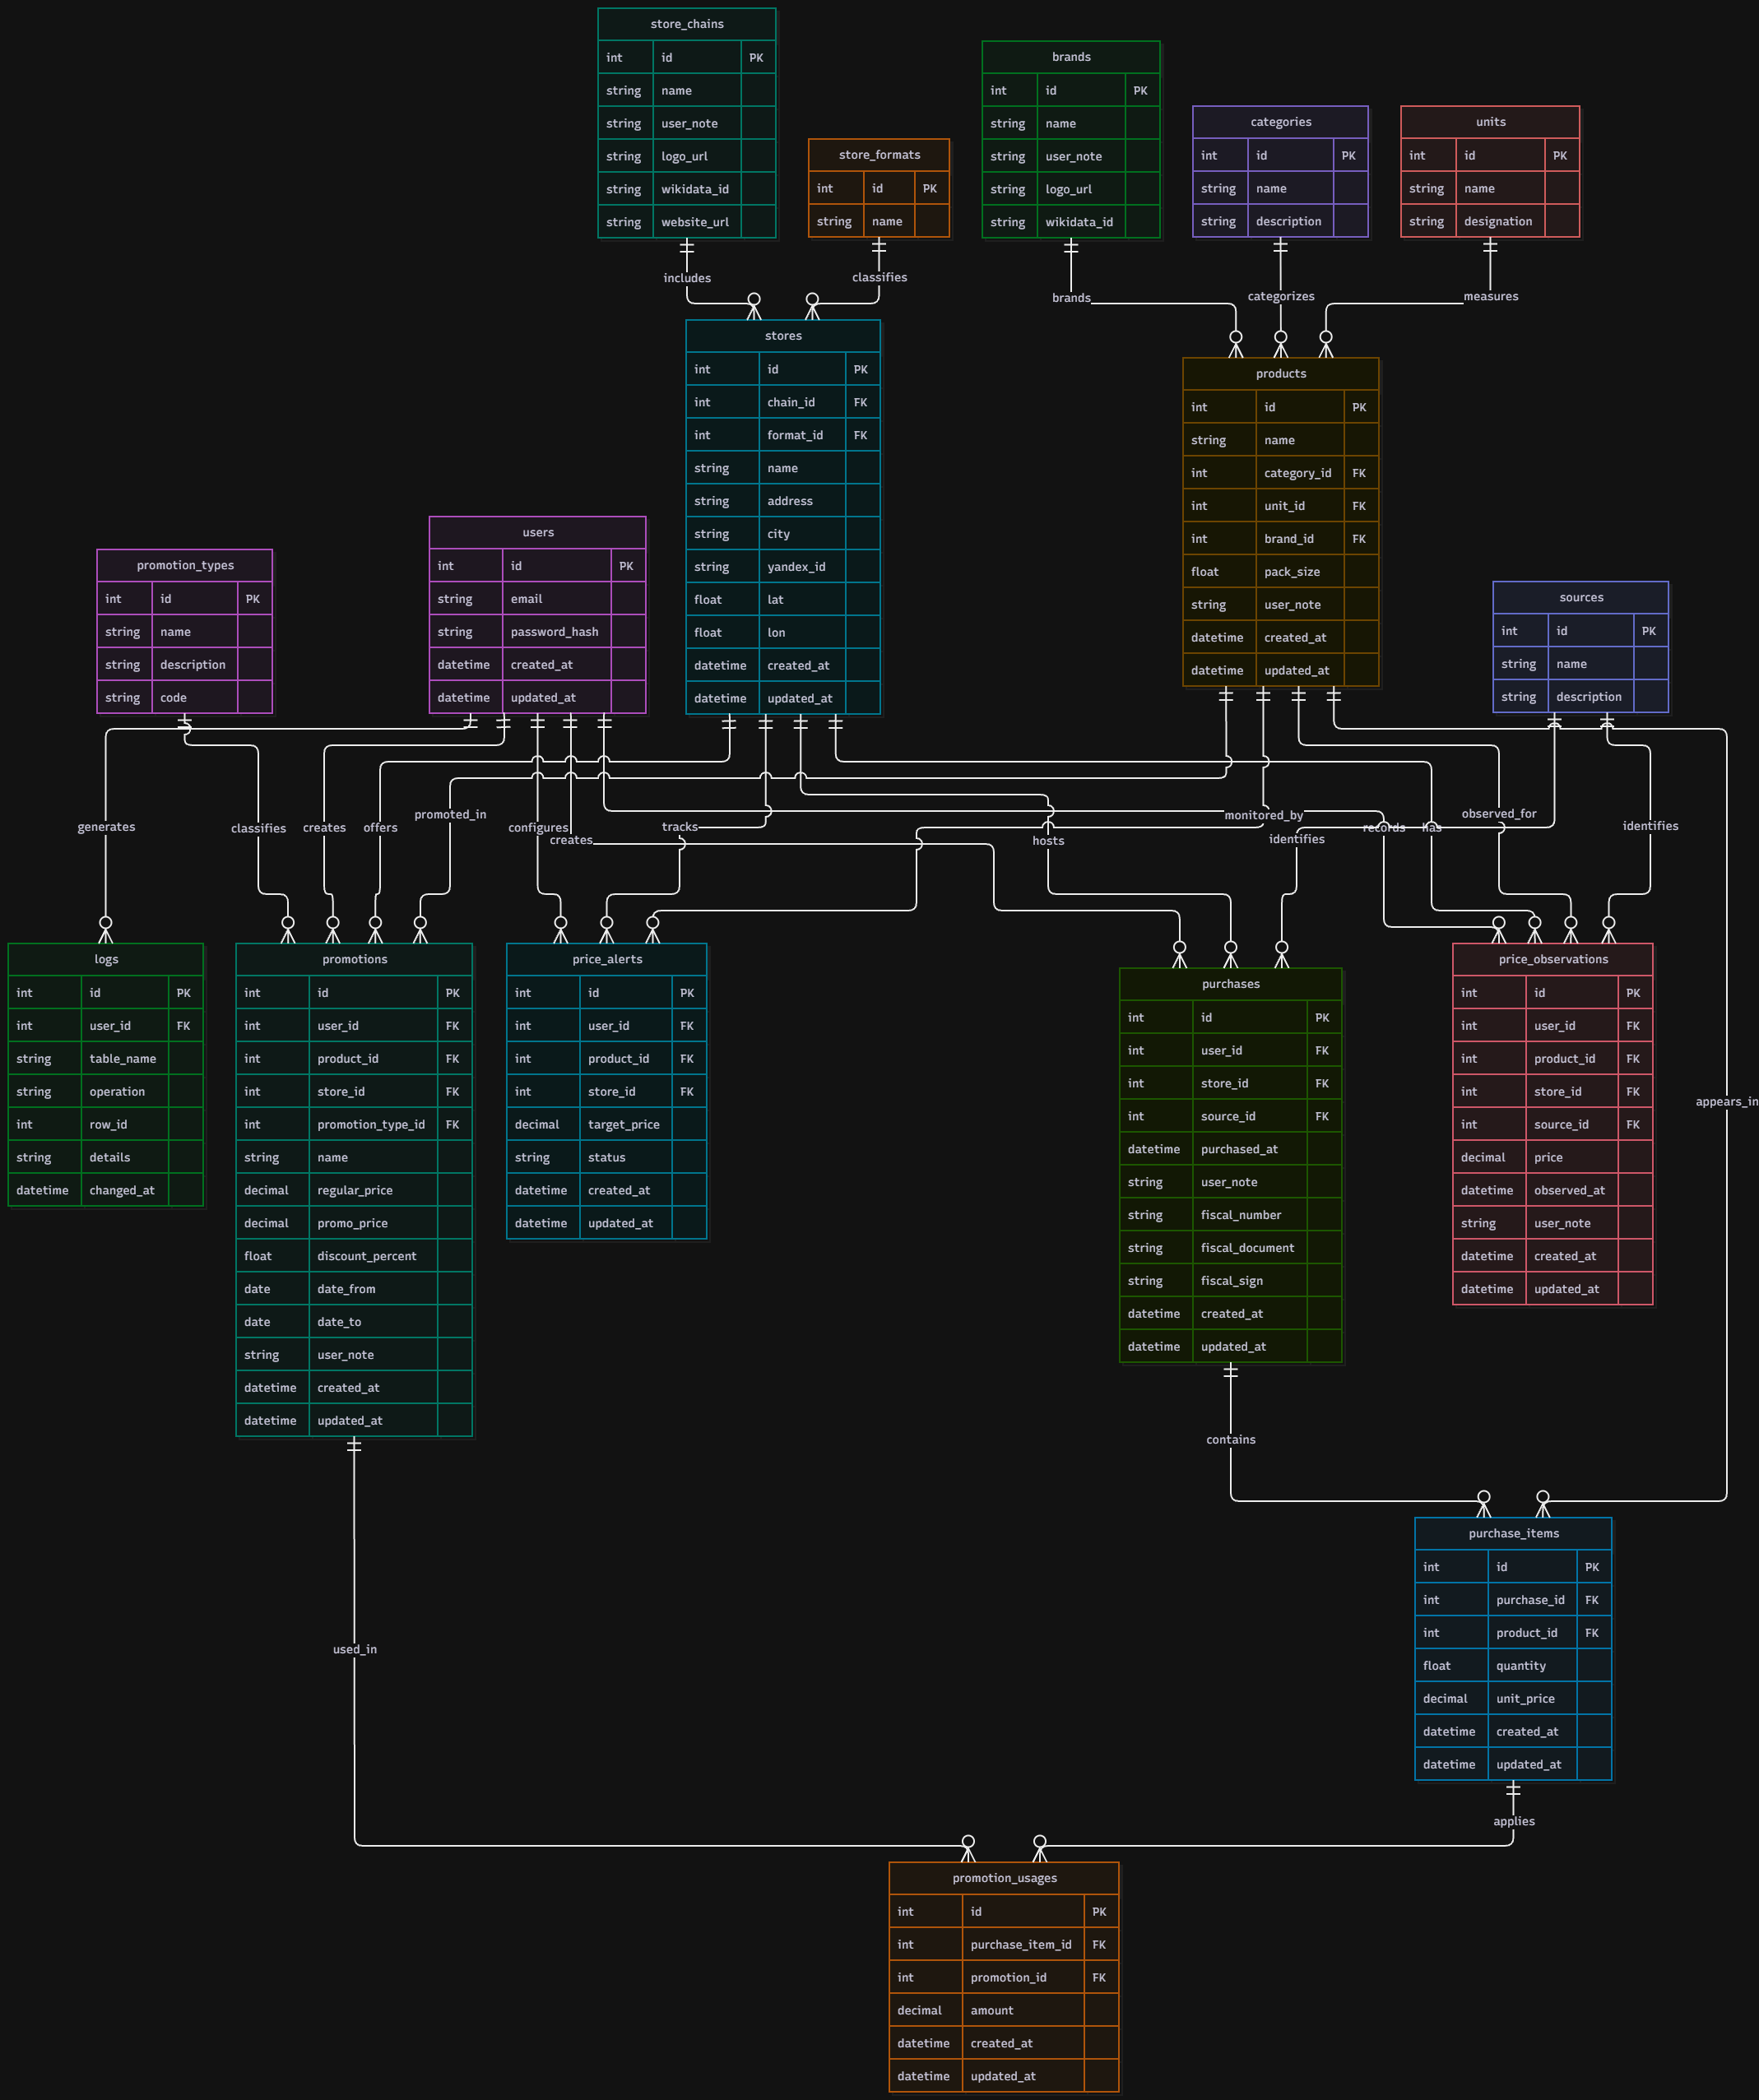 store_chains
int id PK
string name
string user_note
string logo_url
string wikidata_id
string website_url
brands
int id PK
string name
string user_note
string logo_url
string wikidata_id
categories
int id PK
string name
string description
units
int id PK
string name
string designation
store_formats
int id PK
string name
includes
classifies
brands
categorizes
measures
stores
int id PK
int chain_id FK
int format_id FK
string name
string address
string city
string yandex_id
float lat
float lon
datetime created_at
datetime updated_at
products
int id PK
string name
int category_id FK
int unit_id FK
int brand_id FK
float pack_size
string user_note
datetime created_at
datetime updated_at
users
int id PK
string email
string password_hash
datetime created_at
datetime updated_at
promotion_types
int id PK
string name
string description
string code
sources
int id PK
string name
string description
generates
classifies
creates
offers
promoted_in
configures
creates
tracks
hosts
monitored_by
identifies
records
has
observed_for
identifies
appears_in
logs
int id PK
int user_id FK
string table_name
string operation
int row_id
string details
datetime changed_at
promotions
int id PK
int user_id FK
int product_id FK
int store_id FK
int promotion_type_id FK
string name
decimal regular_price
decimal promo_price
float discount_percent
date date_from
date date_to
string user_note
datetime created_at
datetime updated_at
price_alerts
int id PK
int user_id FK
int product_id FK
int store_id FK
decimal target_price
string status
datetime created_at
datetime updated_at
purchases
int id PK
int user_id FK
int store_id FK
int source_id FK
datetime purchased_at
string user_note
string fiscal_number
string fiscal_document
string fiscal_sign
datetime created_at
datetime updated_at
price_observations
int id PK
int user_id FK
int product_id FK
int store_id FK
int source_id FK
decimal price
datetime observed_at
string user_note
datetime created_at
datetime updated_at
contains
purchase_items
int id PK
int purchase_id FK
int product_id FK
float quantity
decimal unit_price
datetime created_at
datetime updated_at
used_in
applies
promotion_usages
int id PK
int purchase_item_id FK
int promotion_id FK
decimal amount
datetime created_at
datetime updated_at